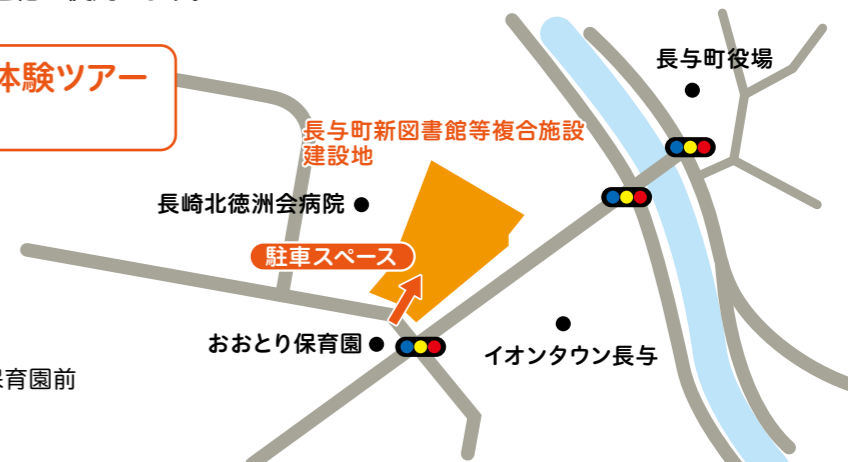 体験ツアー
長与町役場
長与町新図書館等複合施設
建設地
長崎北徳洲会病院
駐車スペース
おおとり保育園
イオンタウン長与
育園前